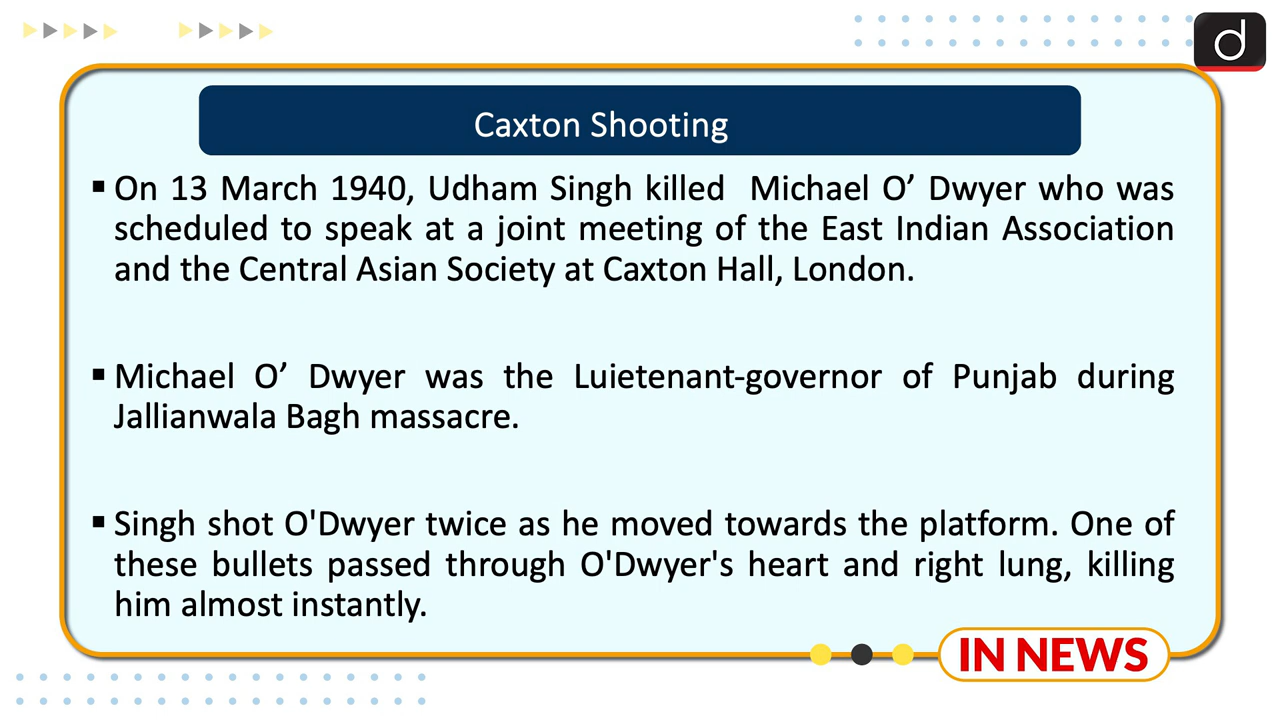 d
Caxton Shooting
▪ On 13 March 1940, Udham Singh killed Michael O’ Dwyer who was
scheduled to speak at a joint meeting of the East Indian Association
and the Central Asian Society at Caxton Hall, London.
▪ Michael O’ Dwyer was the Luietenant-governor of Punjab during
Jallianwala Bagh massacre.
▪ Singh shot O'Dwyer twice as he moved towards the platform. One of
these bullets passed through O'Dwyer's heart and right lung, killing
him almost instantly.
IN NEWS